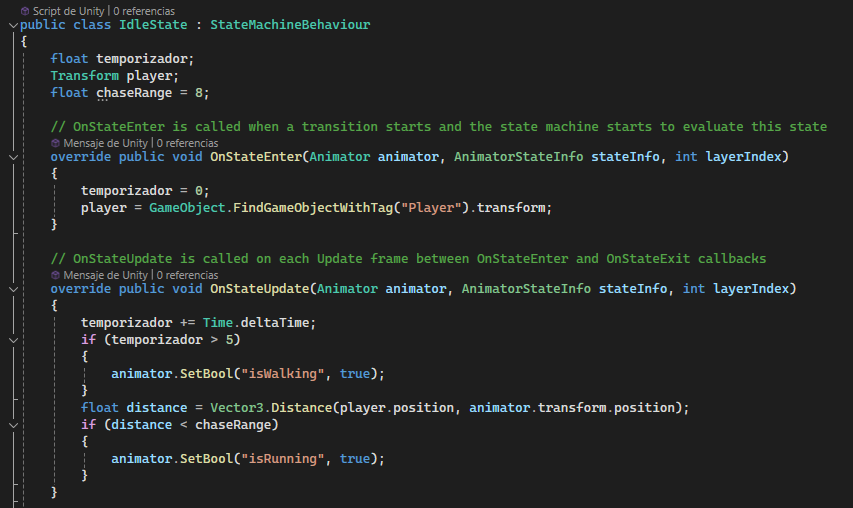 Script de Unity | 0 referencias
public class IdleState : StateMachineBehaviour
{
    float temporizador;
    Transform player;
    float chaseRange = 8;

    // OnStateEnter is called when a transition starts and the state machine starts to evaluate this state
    Mensaje de Unity | 0 referencias
    override public void OnStateEnter(Animator animator, AnimatorStateInfo stateInfo, int layerIndex)
    {
        temporizador = 0;
        player = GameObject.FindGameObjectWithTag("Player").transform;
    }

    // OnStateUpdate is called on each Update frame between OnStateEnter and OnStateExit callbacks
    Mensaje de Unity | 0 referencias
    override public void OnStateUpdate(Animator animator, AnimatorStateInfo stateInfo, int layerIndex)
    {
        temporizador += Time.deltaTime;
        if (temporizador > 5)
        {
            animator.SetBool("isWalking", true);
        }
        float distance = Vector3.Distance(player.position, animator.transform.position);
        if (distance < chaseRange)
        {
            animator.SetBool("isRunning", true);
        }
    }